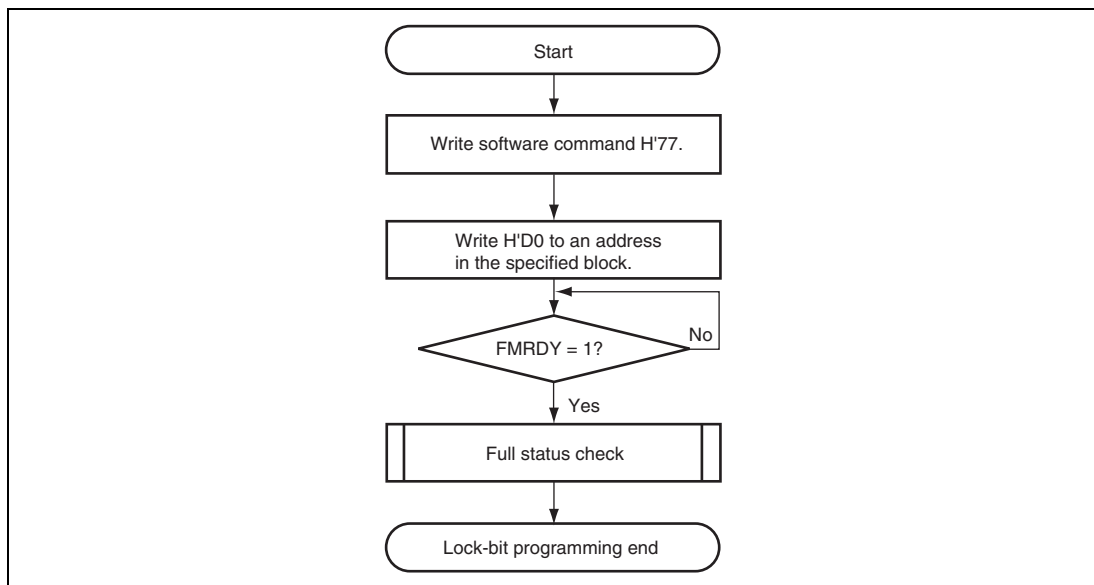 Start
Write software command H'77.
Write H'D0 to an address
in the specified block.
No
FMRDY = 1?
Yes
Full status check
Lock-bit programming end